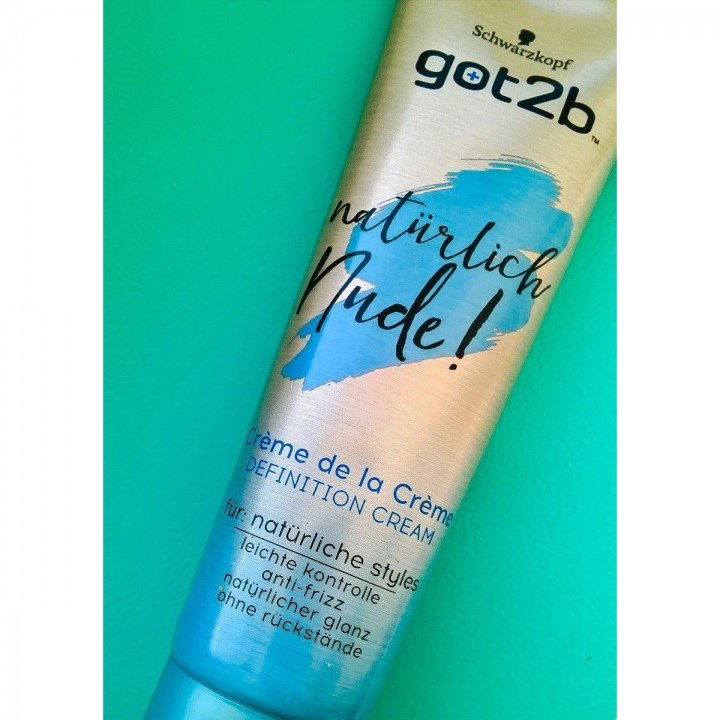 Schwarzkopf
got2b™
natürlich
Nude!
Crème de la Crème
DEFINITION CREAM
für: natürliche styles
leichte kontrolle
anti-frizz
natürlicher glanz
ohne rückstände